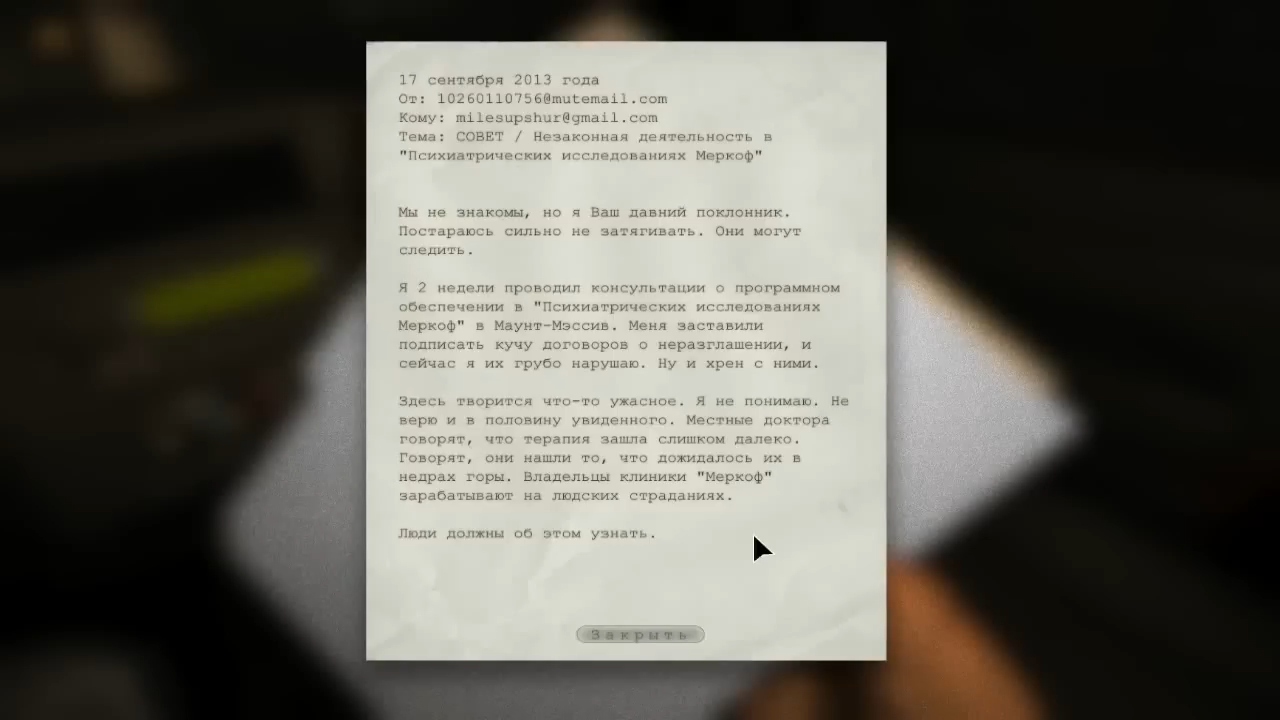 17 сентября 2013 года
От: 10260110756@mutemail.com
Кому: milesupshur@gmail.com
Тема: СОВЕТ / Незаконная деятельность в
"Психиатрических исследованиях Меркоф"
Мы не знакомы, но я Ваш давний поклонник.
Постараюсь сильно не затягивать. Они могут
следить.
Я 2 недели проводил консультации о программном
обеспечении в "Психиатрических исследованиях
Меркоф" в Маунт-Мэссив. Меня заставили
подписать кучу договоров о неразглашении, и
сейчас я их грубо нарушаю. Ну и хрен с ними.
Здесь творится что-то ужасное. Я не понимаю. Не
верю и в половину увиденного. Местные доктора
говорят, что терапия зашла слишком далеко.
Говорят, они нашли то, что дожидалось их в
недрах горы. Владельцы клиники "Меркоф"
зарабатывают на людских страданиях.
Люди должны об этом узнать.
Закрыть